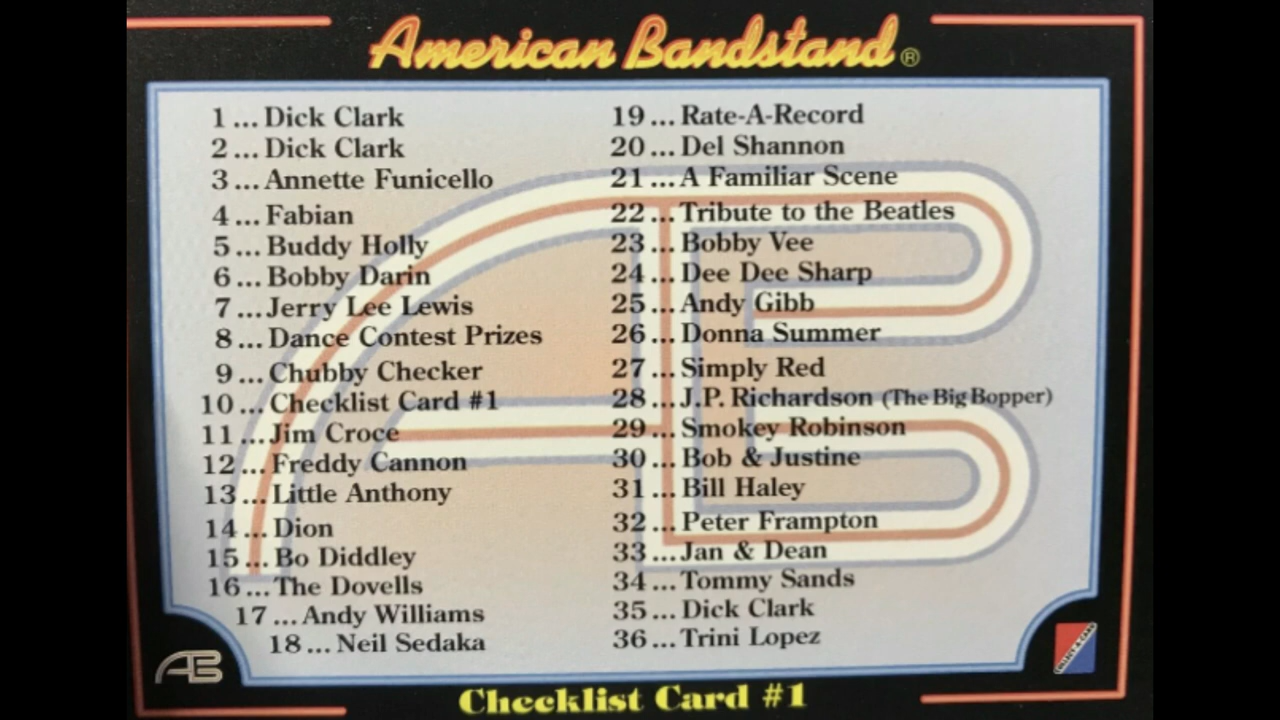 American Bandstand®
1... Dick Clark
2... Dick Clark
3... Annette Funicello
4... Fabian
5... Buddy Holly
6... Bobby Darin
7... Jerry Lee Lewis
8... Dance Contest Prizes
9... Chubby Checker
10... Checklist Card #1
11... Jim Croce
12... Freddy Cannon
13... Little Anthony
14... Dion
15... Bo Diddley
16... The Dovells
17... Andy Williams
18... Neil Sedaka
19... Rate-A-Record
20... Del Shannon
21... A Familiar Scene
22... Tribute to the Beatles
23... Bobby Vee
24... Dee Dee Sharp
25... Andy Gibb
26... Donna Summer
27... Simply Red
28... J.P. Richardson (The Big Bopper)
29... Smokey Robinson
30... Bob & Justine
31... Bill Haley
32... Peter Frampton
33... Jan & Dean
34... Tommy Sands
35... Dick Clark
36... Trini Lopez
AB
Checklist Card #1